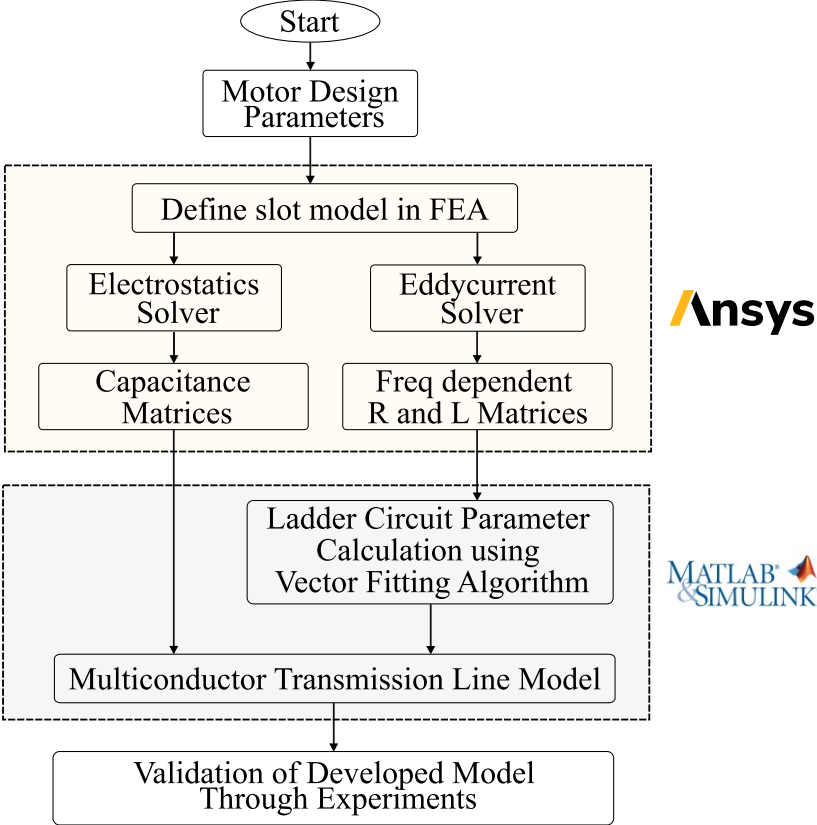 Start
Motor Design
Parameters
Define slot model in FEA
Electrostatics
Solver
Eddycurrent
Solver
Ansys
Capacitance
Matrices
Freq dependent
R and L Matrices
Ladder Circuit Parameter
Calculation using
Vector Fitting Algorithm
MATLAB®
&SIMULINK
Multiconductor Transmission Line Model
Validation of Developed Model
Through Experiments